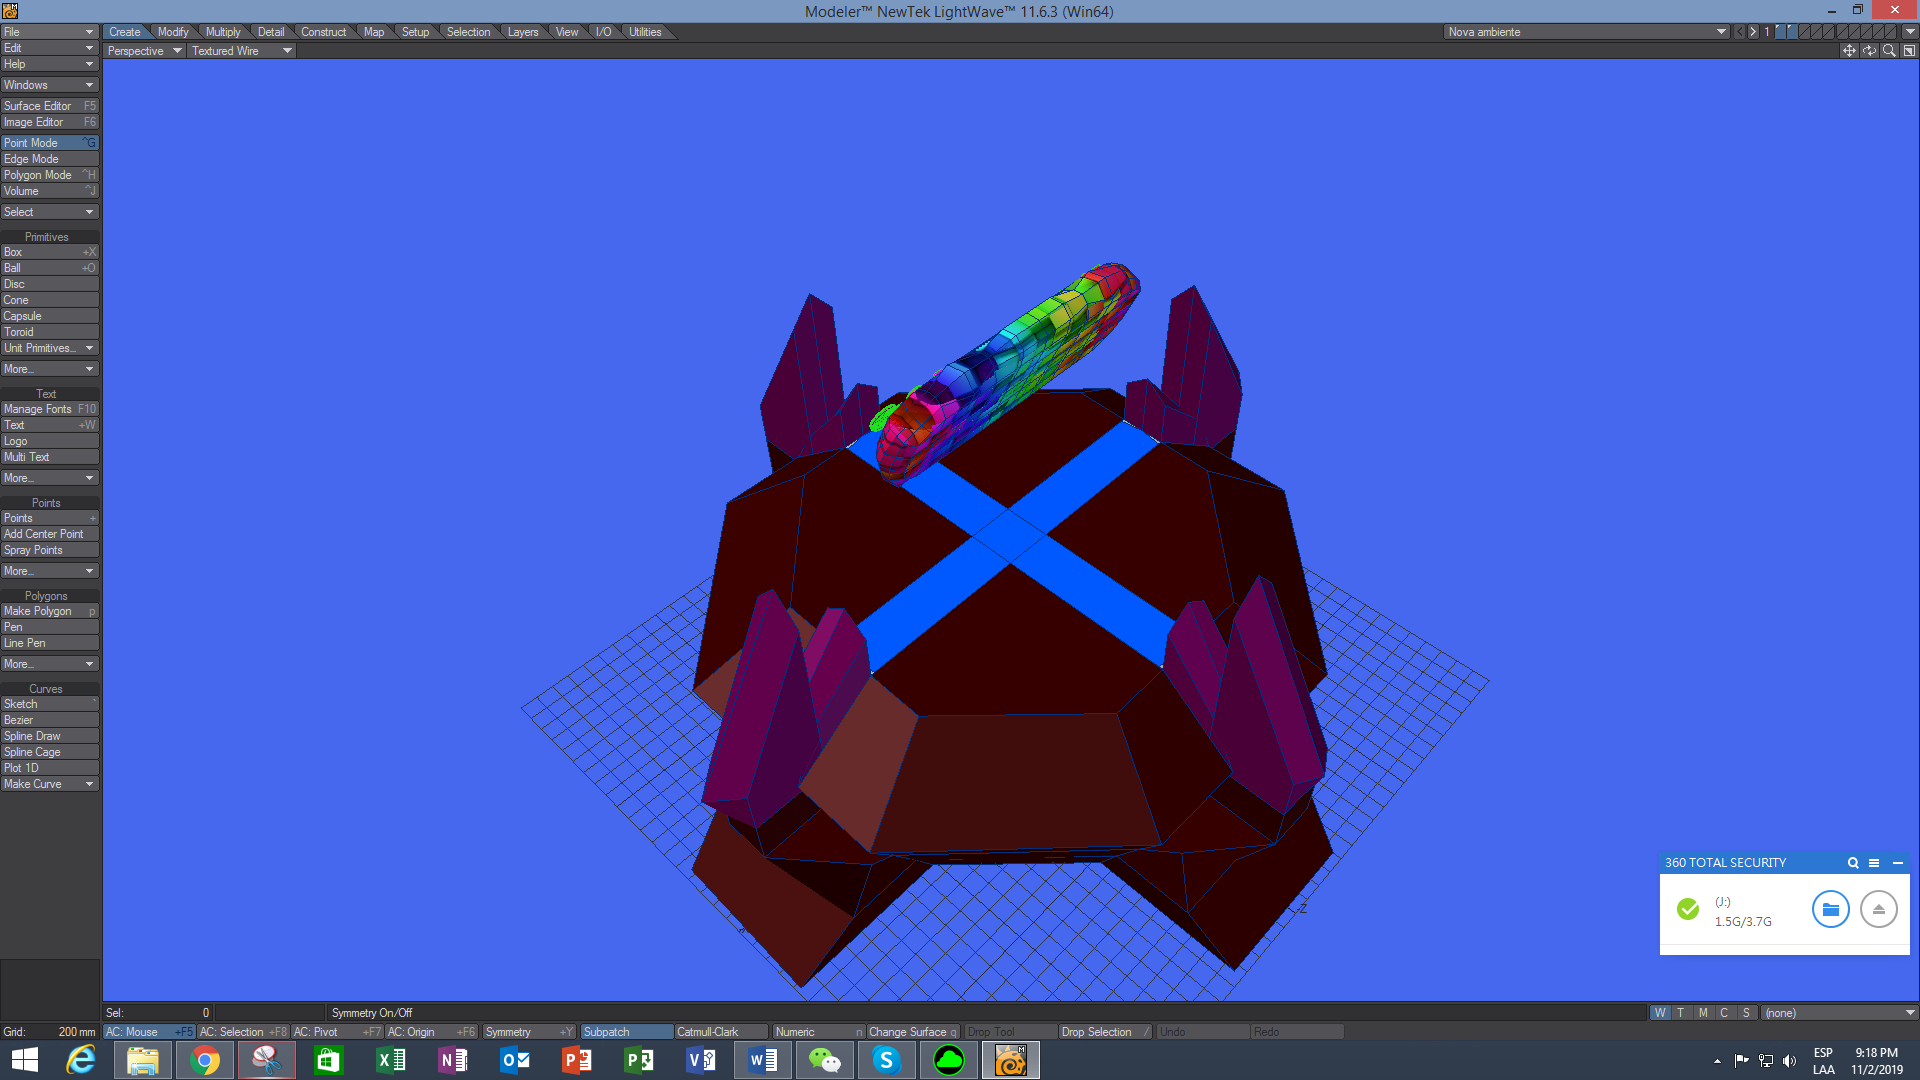 Modeler™ NewTek LightWave™ 11.6.3 (Win64)
File
Edit
Help
Windows
Surface Editor F5
Image Editor F6
Point Mode ^G
Edge Mode
Polygon Mode ^H
Volume ^J
Select
Primitives
Box +X
Ball +O
Disc
Cone
Capsule
Toroid
Unit Primitives...
More...
Text
Manage Fonts F10
Text +W
Logo
Multi Text
More...
Points
Points +
Add Center Point
Spray Points
More...
Polygons
Make Polygon p
Pen
Line Pen
More...
Curves
Sketch `
Bezier
Spline Draw
Spline Cage
Plot 1D
Make Curve
Create Modify Multiply Detail Construct Map Setup Selection Layers View I/O Utilities
Nova ambiente
1
Perspective Textured Wire
Z
360 TOTAL SECURITY
(J:)
1.5G/3.7G
Sel: 0
Symmetry On/Off
W T M C S (none)
Grid: 200 mm
AC: Mouse +F5 AC: Selection +F8 AC: Pivot +F7 AC: Origin +F6 Symmetry +Y Subpatch Catmull-Clark Numeric n Change Surface q Drop Tool Drop Selection / Undo Redo
ESP
LAA
9:18 PM
11/2/2019